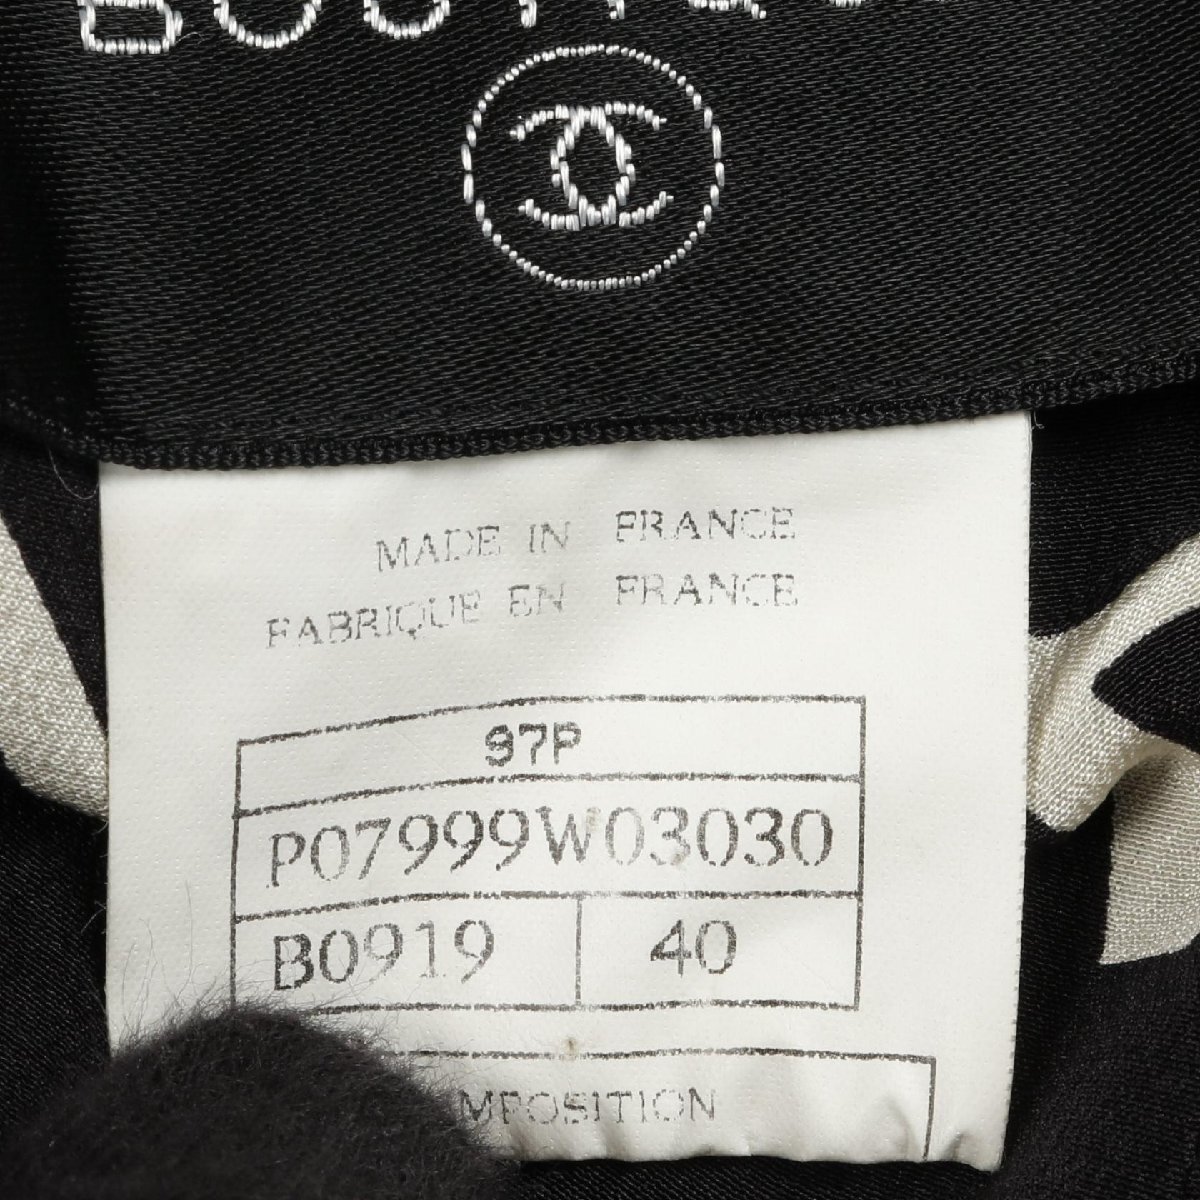 MADE IN FRANCE
FABRIQUE EN FRANCE
97P
P07999W03030
B0919 40